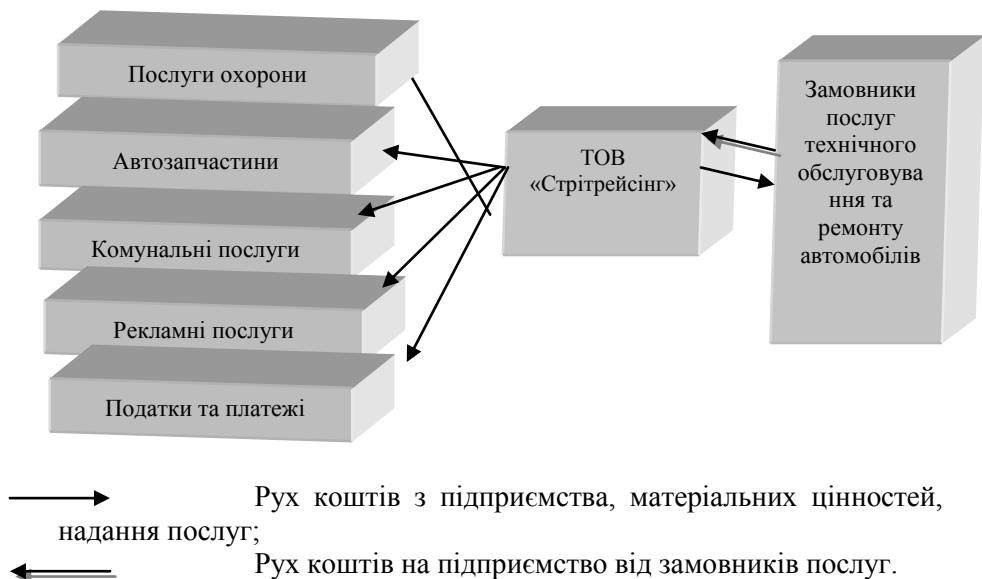 Послуги охорони
Автозапчастини
Комунальні послуги
Рекламні послуги
Податки та платежі
ТОВ
«Стрітрейсінг»
Замовники
послуг
технічного
обслуговува
ння та
ремонту
автомобілів
Рух коштів з підприємства, матеріальних цінностей,
надання послуг;
Рух коштів на підприємство від замовників послуг.